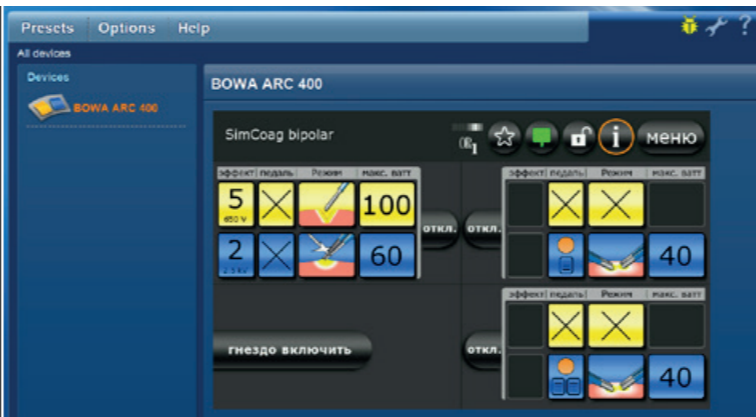 Presets Options Help
All devices
Devices
BOWA ARC 400
BOWA ARC 400
SimCoag bipolar
i меню
эффект педаль Режим макс. ватт
5 650 V 100
откл.
2 60
эффект педаль Режим макс. ватт
откл.
40
гнездо включить
эффект педаль Режим макс. ватт
откл.
40